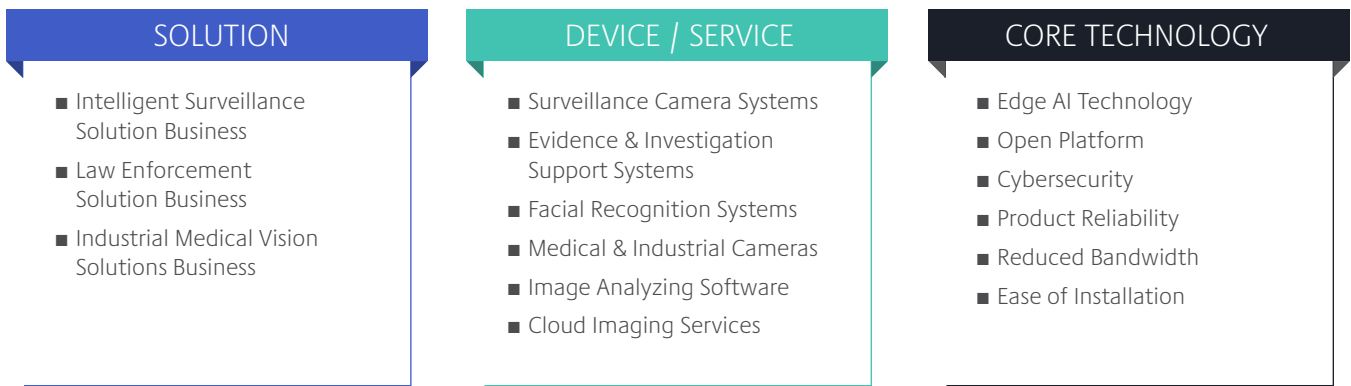 SOLUTION
■ Intelligent Surveillance
Solution Business
■ Law Enforcement
Solution Business
■ Industrial Medical Vision
Solutions Business
DEVICE / SERVICE
■ Surveillance Camera Systems
■ Evidence & Investigation
Support Systems
■ Facial Recognition Systems
■ Medical & Industrial Cameras
■ Image Analyzing Software
■ Cloud Imaging Services
CORE TECHNOLOGY
■ Edge AI Technology
■ Open Platform
■ Cybersecurity
■ Product Reliability
■ Reduced Bandwidth
■ Ease of Installation